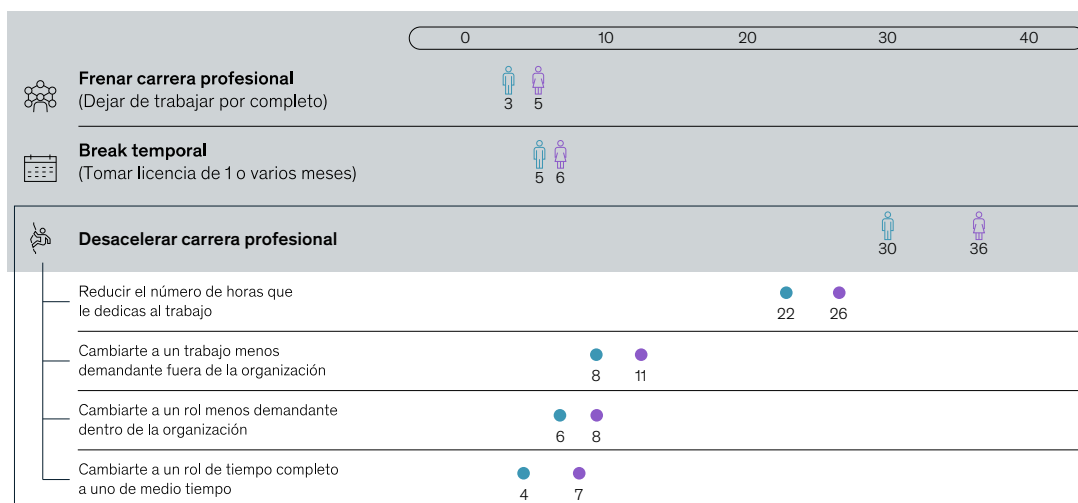 0 10 20 30 40
Frenar carrera profesional
(Dejar de trabajar por completo)
3 5
Break temporal
(Tomar licencia de 1 o varios meses)
5 6
Desacelerar carrera profesional
30 36
Reducir el número de horas que
le dedicas al trabajo
22 26
Cambiarte a un trabajo menos
demandante fuera de la organización
8 11
Cambiarte a un rol menos demandante
dentro de la organización
6 8
Cambiarte a un rol de tiempo completo
a uno de medio tiempo
4 7